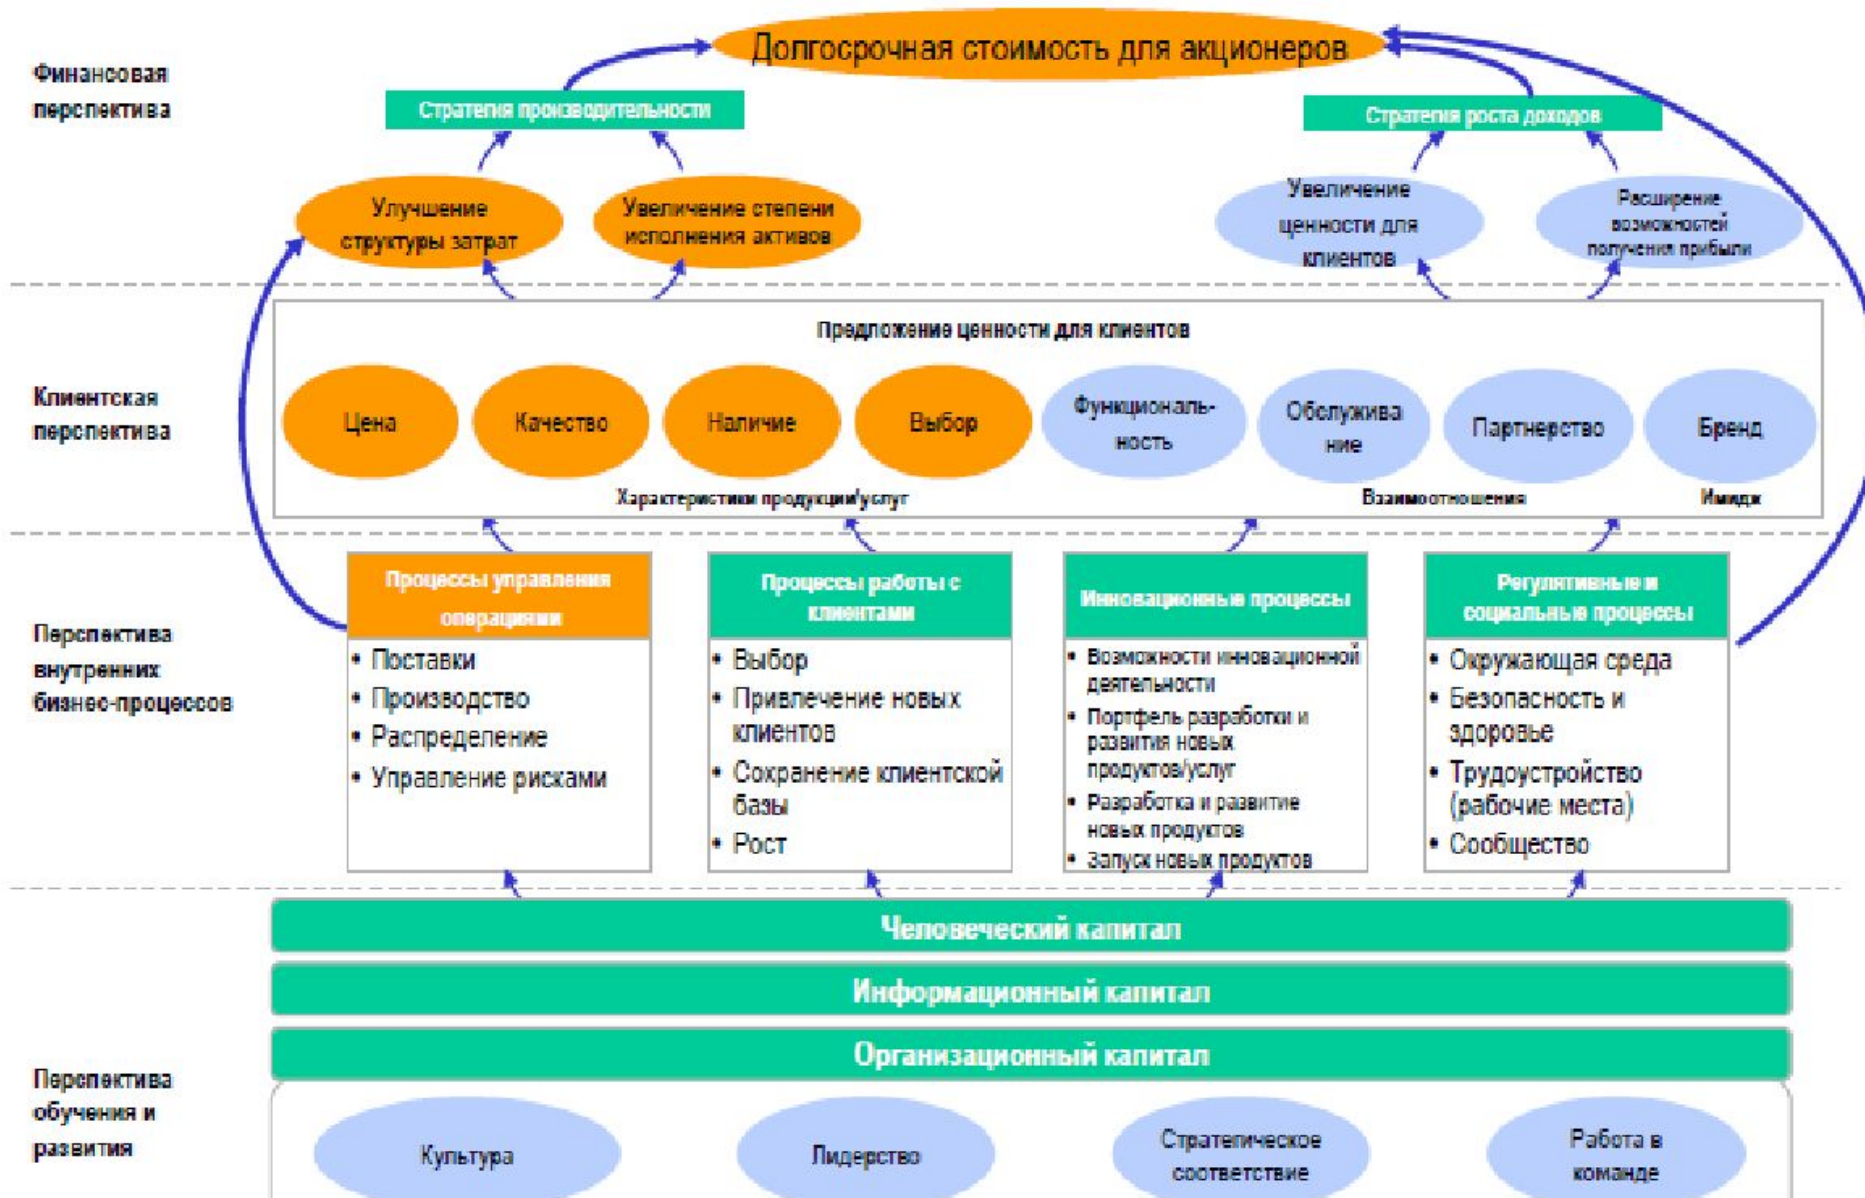 Долгосрочная стоимость для акционеров
Финансовая
перспектива
Стратегия производительности
Стратегия роста доходов
Улучшение
структуры затрат
Увеличение степени
исполнения активов
Увеличение
ценности для
клиентов
Расширение
возможностей
получения прибыли
Предложение ценности для клиентов
Клиентская
перспектива
Цена
Качество
Наличие
Выбор
Функциональ-
ность
Обслужива
ние
Партнерство
Бренд
Характеристики продукции/услуг
Взаимоотношения
Имидж
Перспектива
внутренних
бизнес-процессов
Процессы управления
операциями
• Поставки
• Производство
• Распределение
• Управление рисками
Процессы работы с
клиентами
• Выбор
• Привлечение новых
клиентов
• Сохранение клиентской
базы
• Рост
Инновационные процессы
• Возможности инновационной
деятельности
• Портфель разработки и
развития новых
продуктов/услуг
• Разработка и развитие
новых продуктов
• Запуск новых продуктов
Регулятивные и
социальные процессы
• Окружающая среда
• Безопасность и
здоровье
• Трудоустройство
(рабочие места)
• Сообщество
Человеческий капитал
Информационный капитал
Организационный капитал
Перспектива
обучения и
развития
Культура
Лидерство
Стратегическое
соответствие
Работа в
команде